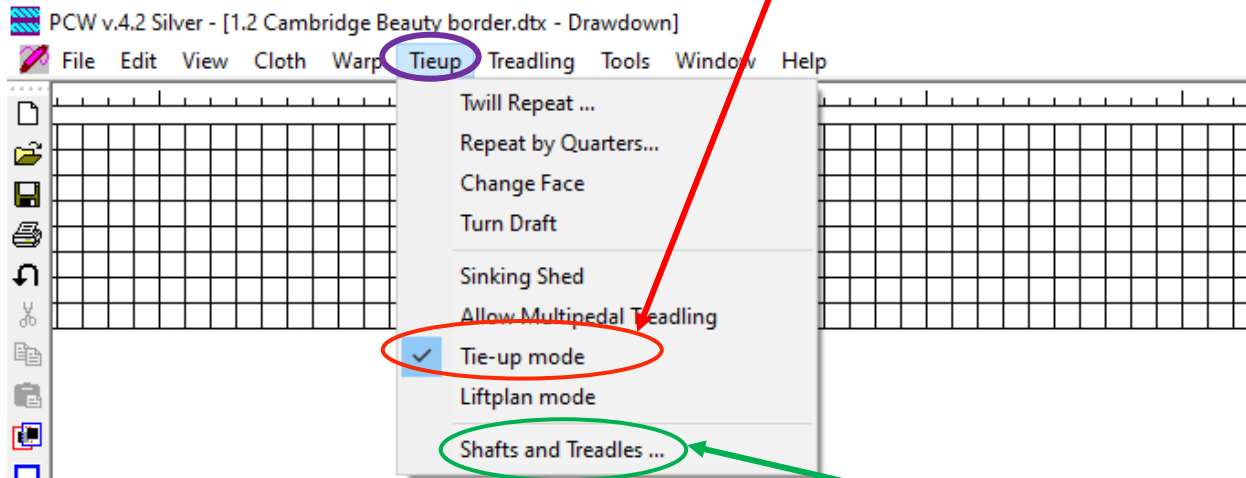 PCW v.4.2 Silver - [1.2 Cambridge Beauty border.dtx - Drawdown]
File Edit View Cloth Warp Tieup Treadling Tools Window Help
Twill Repeat ...
Repeat by Quarters...
Change Face
Turn Draft
Sinking Shed
Allow Multipedal Treadling
Tie-up mode
Liftplan mode
Shafts and Treadles ...